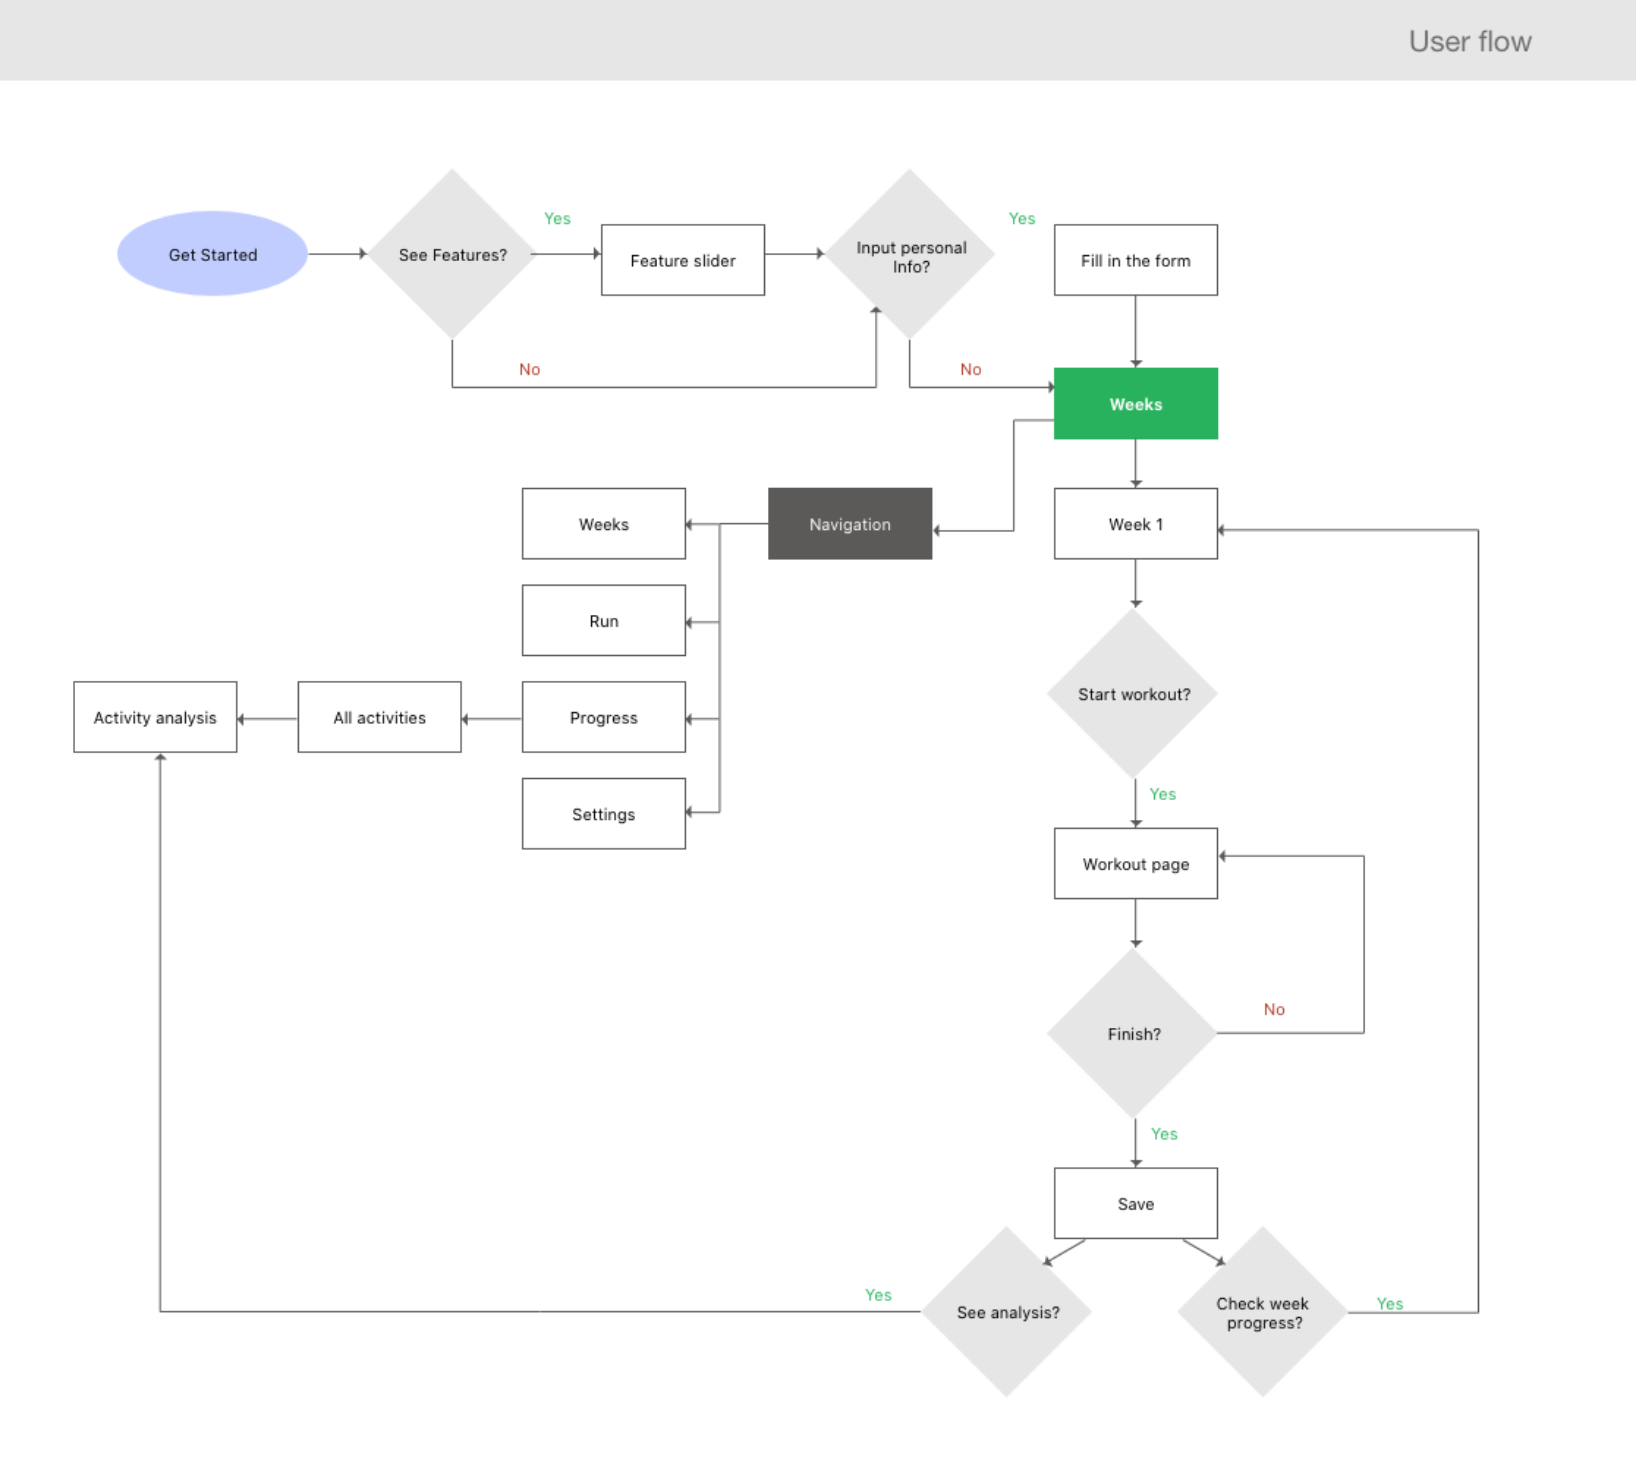 User flow
Get Started
See Features?
Yes
Feature slider
Input personal
Info?
Yes
Fill in the form
No
No
Weeks
Weeks
Navigation
Week 1
Run
Activity analysis
All activities
Progress
Start workout?
Settings
Yes
Workout page
No
Finish?
Yes
Save
Yes
See analysis?
Check week
progress?
Yes